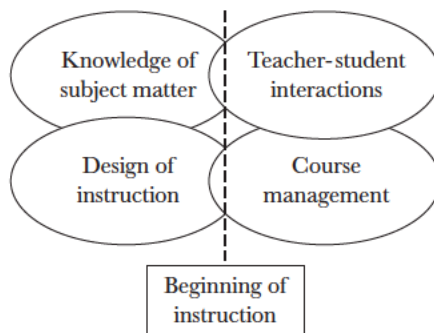 Knowledge of
subject matter
Teacher-student
interactions
Design of
instruction
Course
management
Beginning of
instruction